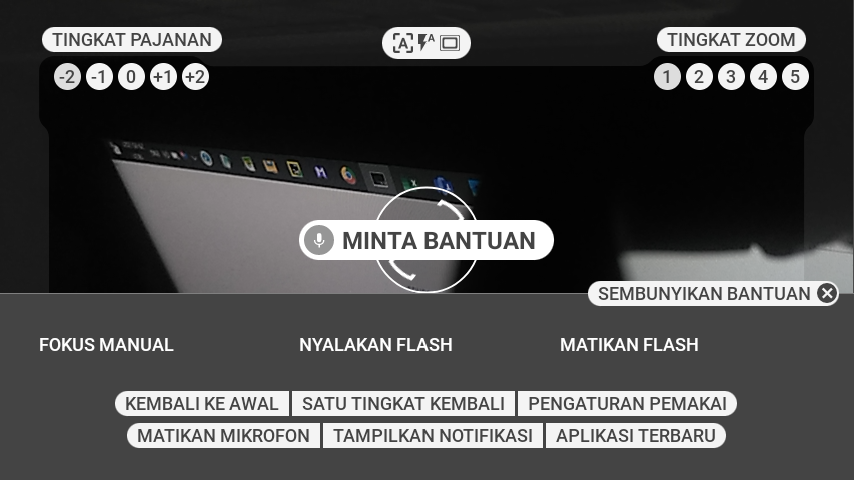 TINGKAT PAJANAN
A
A
TINGKAT ZOOM
-2 -1 0 +1 +2
1 2 3 4 5
MINTA BANTUAN
SEMBUNYIKAN BANTUAN
FOKUS MANUAL
NYALAKAN FLASH
MATIKAN FLASH
KEMBALI KE AWAL
SATU TINGKAT KEMBALI
PENGATURAN PEMAKAI
MATIKAN MIKROFON
TAMPILKAN NOTIFIKASI
APLIKASI TERBARU